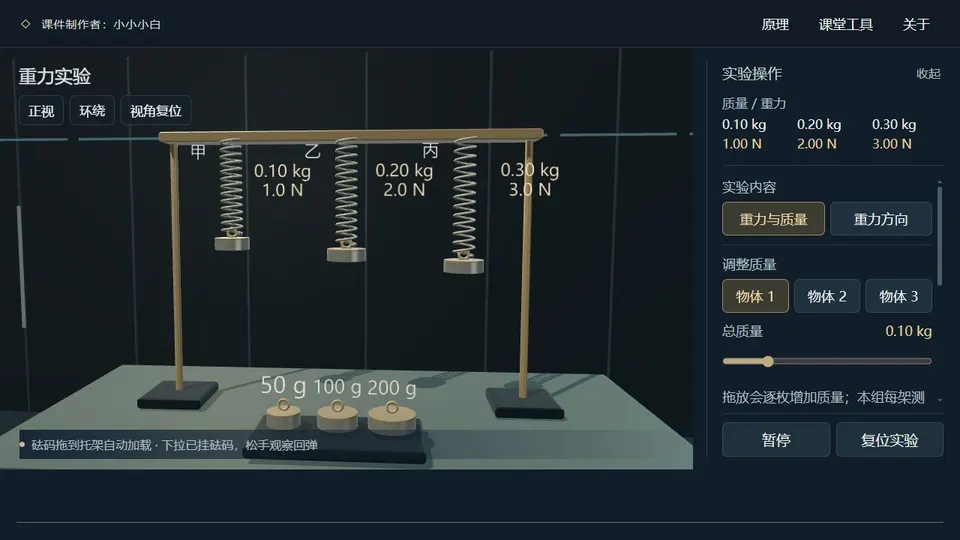 课件制作者：小小小白
原理
课堂工具
关于
重力实验
正视
环绕
视角复位
甲
0.10 kg
1.0 N
乙
0.20 kg
2.0 N
丙
0.30 kg
3.0 N
50 g
100 g
200 g
砝码拖到托架自动加载 · 下拉已挂砝码，松手观察回弹
实验操作
收起
质量 / 重力
0.10 kg 0.20 kg 0.30 kg
1.00 N 2.00 N 3.00 N
实验内容
重力与质量
重力方向
调整质量
物体 1
物体 2
物体 3
总质量 0.10 kg
拖放会逐枚增加质量；本组每架测
暂停
复位实验